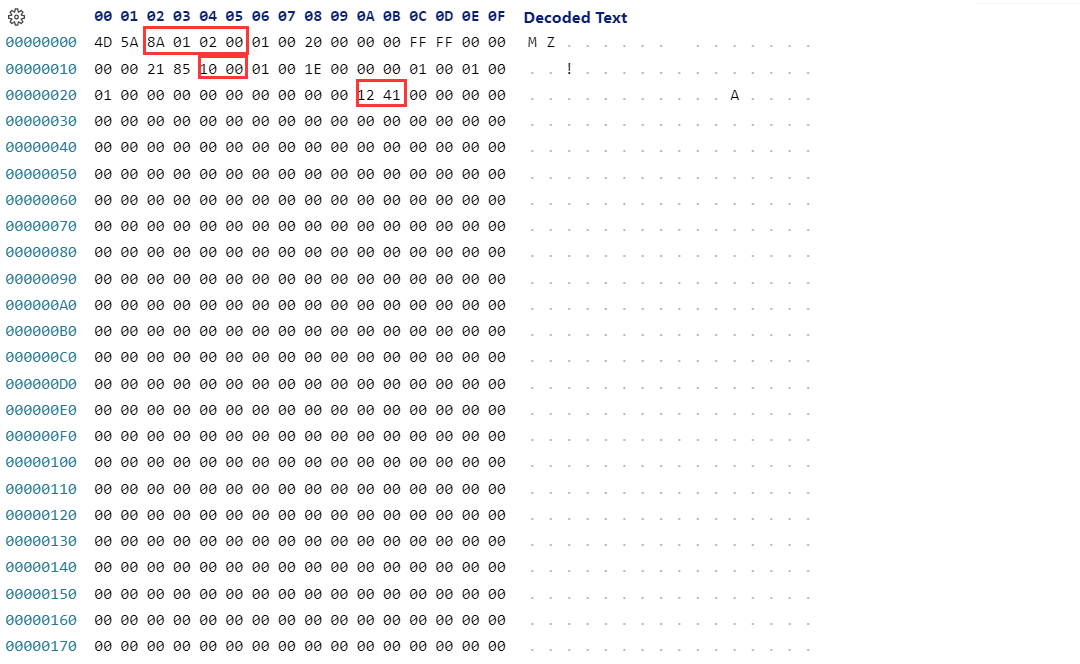 00 01 02 03 04 05 06 07 08 09 0A 0B 0C 0D 0E 0F Decoded Text
00000000 4D 5A 8A 01 02 00 01 00 20 00 00 00 FF FF 00 00 M Z . . . . . . . . . . . . .
00000010 00 00 21 85 10 00 01 00 1E 00 00 00 01 00 01 00 . . ! . . . . . . . . . . . .
00000020 01 00 00 00 00 00 00 00 00 00 12 41 00 00 00 00 . . . . . . . . . . . A . . . .
00000030 00 00 00 00 00 00 00 00 00 00 00 00 00 00 00 00 . . . . . . . . . . . . . . . .
00000040 00 00 00 00 00 00 00 00 00 00 00 00 00 00 00 00 . . . . . . . . . . . . . . . .
00000050 00 00 00 00 00 00 00 00 00 00 00 00 00 00 00 00 . . . . . . . . . . . . . . . .
00000060 00 00 00 00 00 00 00 00 00 00 00 00 00 00 00 00 . . . . . . . . . . . . . . . .
00000070 00 00 00 00 00 00 00 00 00 00 00 00 00 00 00 00 . . . . . . . . . . . . . . . .
00000080 00 00 00 00 00 00 00 00 00 00 00 00 00 00 00 00 . . . . . . . . . . . . . . . .
00000090 00 00 00 00 00 00 00 00 00 00 00 00 00 00 00 00 . . . . . . . . . . . . . . . .
000000A0 00 00 00 00 00 00 00 00 00 00 00 00 00 00 00 00 . . . . . . . . . . . . . . . .
000000B0 00 00 00 00 00 00 00 00 00 00 00 00 00 00 00 00 . . . . . . . . . . . . . . . .
000000C0 00 00 00 00 00 00 00 00 00 00 00 00 00 00 00 00 . . . . . . . . . . . . . . . .
000000D0 00 00 00 00 00 00 00 00 00 00 00 00 00 00 00 00 . . . . . . . . . . . . . . . .
000000E0 00 00 00 00 00 00 00 00 00 00 00 00 00 00 00 00 . . . . . . . . . . . . . . . .
000000F0 00 00 00 00 00 00 00 00 00 00 00 00 00 00 00 00 . . . . . . . . . . . . . . . .
00000100 00 00 00 00 00 00 00 00 00 00 00 00 00 00 00 00 . . . . . . . . . . . . . . . .
00000110 00 00 00 00 00 00 00 00 00 00 00 00 00 00 00 00 . . . . . . . . . . . . . . . .
00000120 00 00 00 00 00 00 00 00 00 00 00 00 00 00 00 00 . . . . . . . . . . . . . . . .
00000130 00 00 00 00 00 00 00 00 00 00 00 00 00 00 00 00 . . . . . . . . . . . . . . . .
00000140 00 00 00 00 00 00 00 00 00 00 00 00 00 00 00 00 . . . . . . . . . . . . . . . .
00000150 00 00 00 00 00 00 00 00 00 00 00 00 00 00 00 00 . . . . . . . . . . . . . . . .
00000160 00 00 00 00 00 00 00 00 00 00 00 00 00 00 00 00 . . . . . . . . . . . . . . . .
00000170 00 00 00 00 00 00 00 00 00 00 00 00 00 00 00 00 . . . . . . . . . . . . . . . .